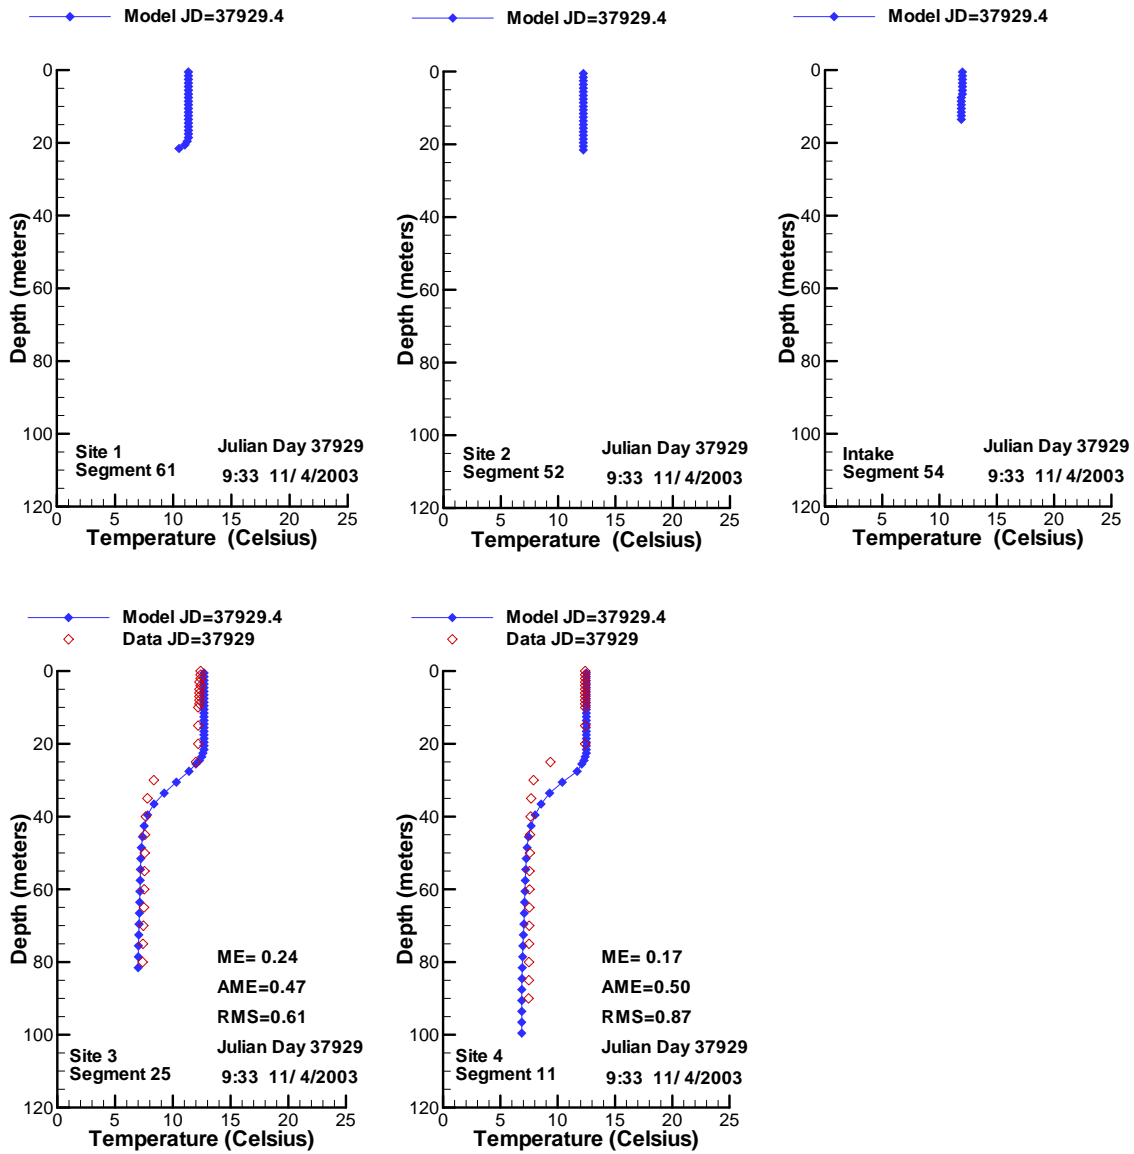 Model JD=37929.4
0
20
40
60
80
100
120
Depth (meters)
Site 1
Segment 61
Julian Day 37929
9:33 11/ 4/2003
0 5 10 15 20 25
Temperature (Celsius)
Model JD=37929.4
0
20
40
60
80
100
120
Depth (meters)
Site 2
Segment 52
Julian Day 37929
9:33 11/ 4/2003
0 5 10 15 20 25
Temperature (Celsius)
Model JD=37929.4
0
20
40
60
80
100
120
Depth (meters)
Intake
Segment 54
Julian Day 37929
9:33 11/ 4/2003
0 5 10 15 20 25
Temperature (Celsius)
Model JD=37929.4
Data JD=37929
0
20
40
60
80
100
120
Depth (meters)
ME= 0.24
AME=0.47
RMS=0.61
Site 3
Segment 25
Julian Day 37929
9:33 11/ 4/2003
0 5 10 15 20 25
Temperature (Celsius)
Model JD=37929.4
Data JD=37929
0
20
40
60
80
100
120
Depth (meters)
ME= 0.17
AME=0.50
RMS=0.87
Site 4
Segment 11
Julian Day 37929
9:33 11/ 4/2003
0 5 10 15 20 25
Temperature (Celsius)